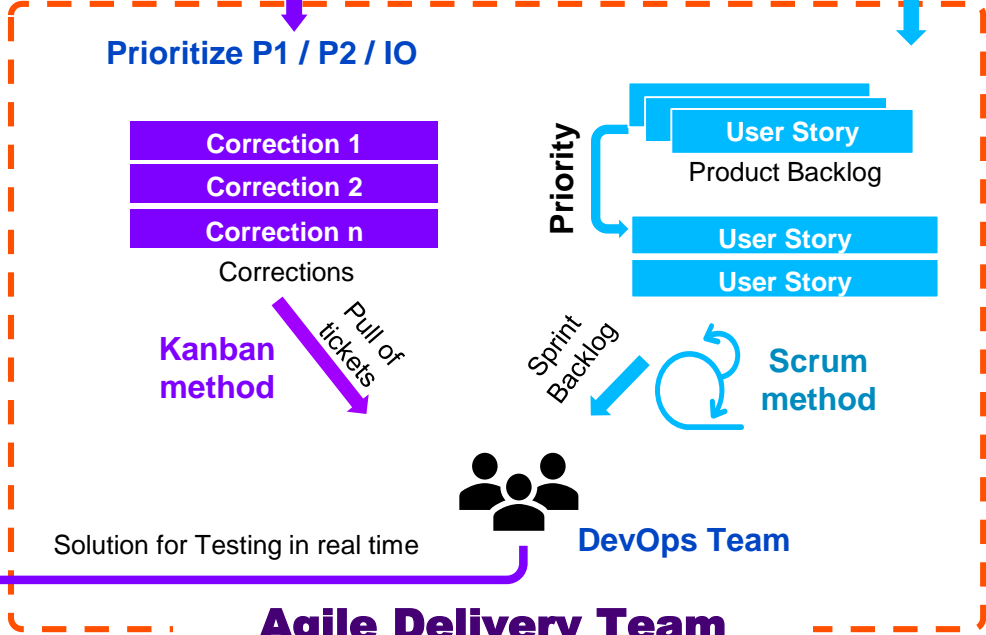 Prioritize P1 / P2 / IO
Correction 1
Correction 2
Correction n
Corrections
Pull of
tickets
Kanban
method
User Story
Product Backlog
Priority
User Story
User Story
Sprint
Backlog
Scrum
method
DevOps Team
Solution for Testing in real time
Agile Delivery Team